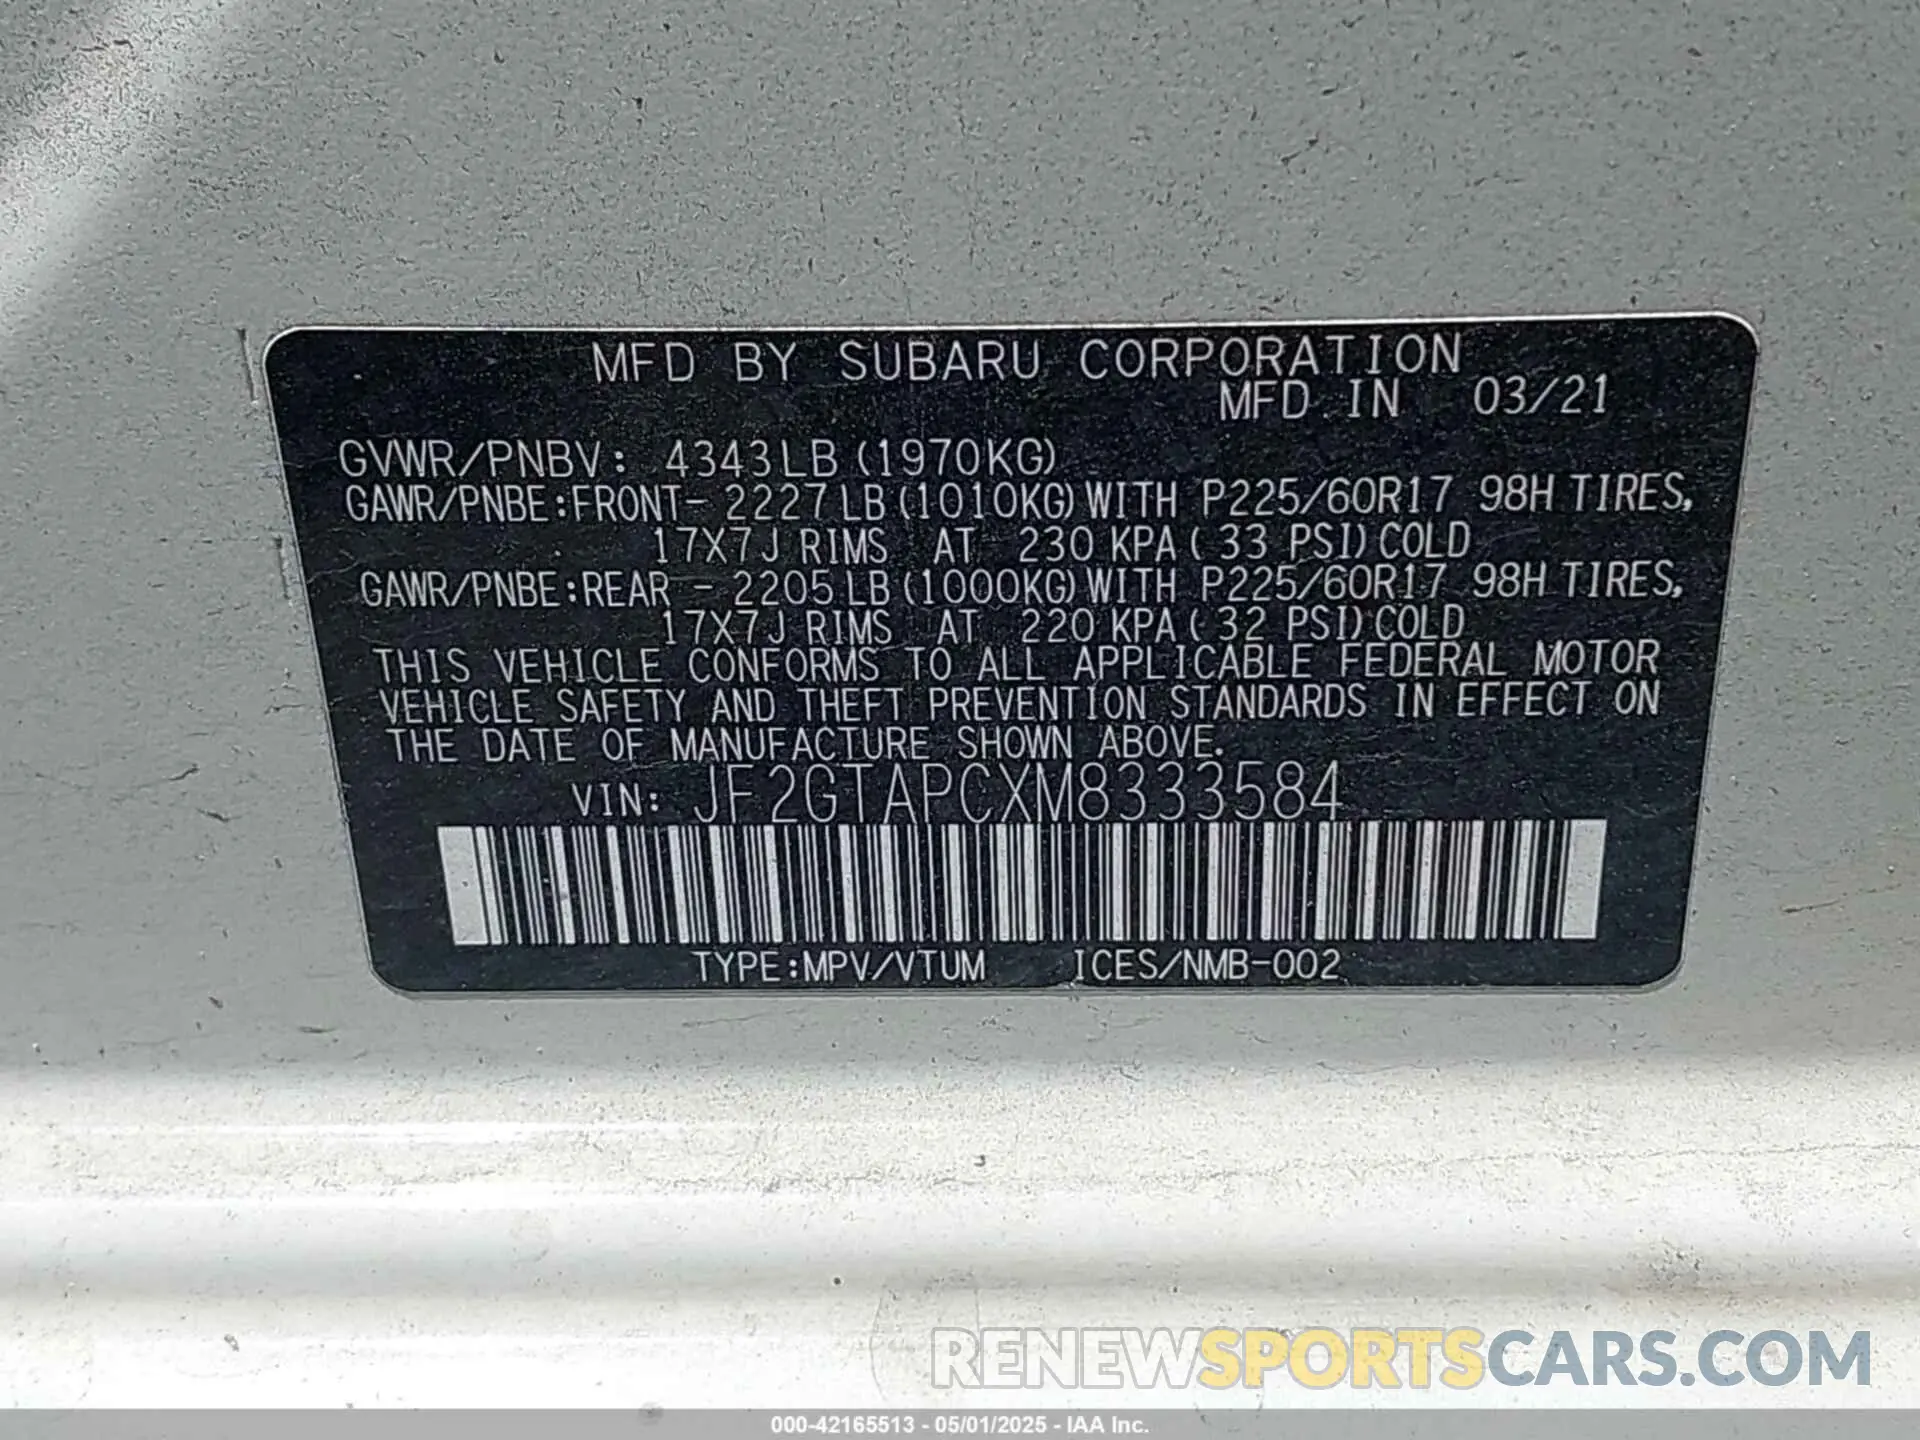 MFD BY SUBARU CORPORATION
MFD IN 03/21
GVWR/PNBV: 4343LB (1970KG)
GAWR/PNBE:FRONT- 2227LB (1010KG) WITH P225/60R17 98H TIRES,
17X7J RIMS AT 230 KPA ( 33 PSI) COLD
GAWR/PNBE:REAR - 2205LB (1000KG) WITH P225/60R17 98H TIRES,
17X7J RIMS AT 220 KPA ( 32 PSI) COLD
THIS VEHICLE CONFORMS TO ALL APPLICABLE FEDERAL MOTOR
VEHICLE SAFETY AND THEFT PREVENTION STANDARDS IN EFFECT ON
THE DATE OF MANUFACTURE SHOWN ABOVE.
VIN: JF2GTAPCXM8333584
TYPE:MPV/VTUM ICES/NMB-002
RENEWSPORTSCARS.COM
000-42165513 - 05/01/2025 - IAA Inc.